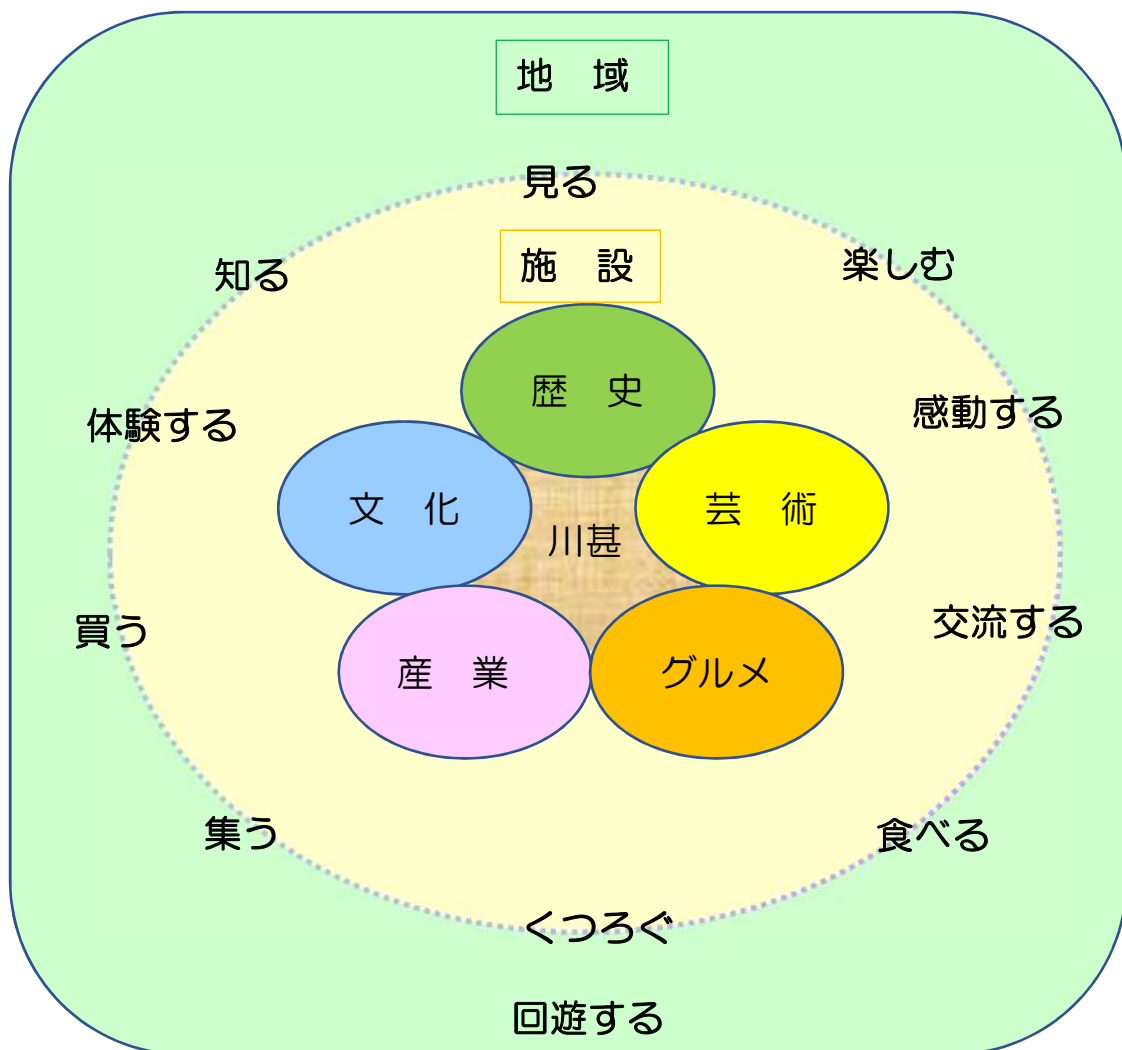 地　域
見る
知る
施　設
楽しむ
歴　史
体験する
感動する
文　化
川甚
芸　術
買う
交流する
産　業
グルメ
集う
食べる
くつろぐ
回遊する